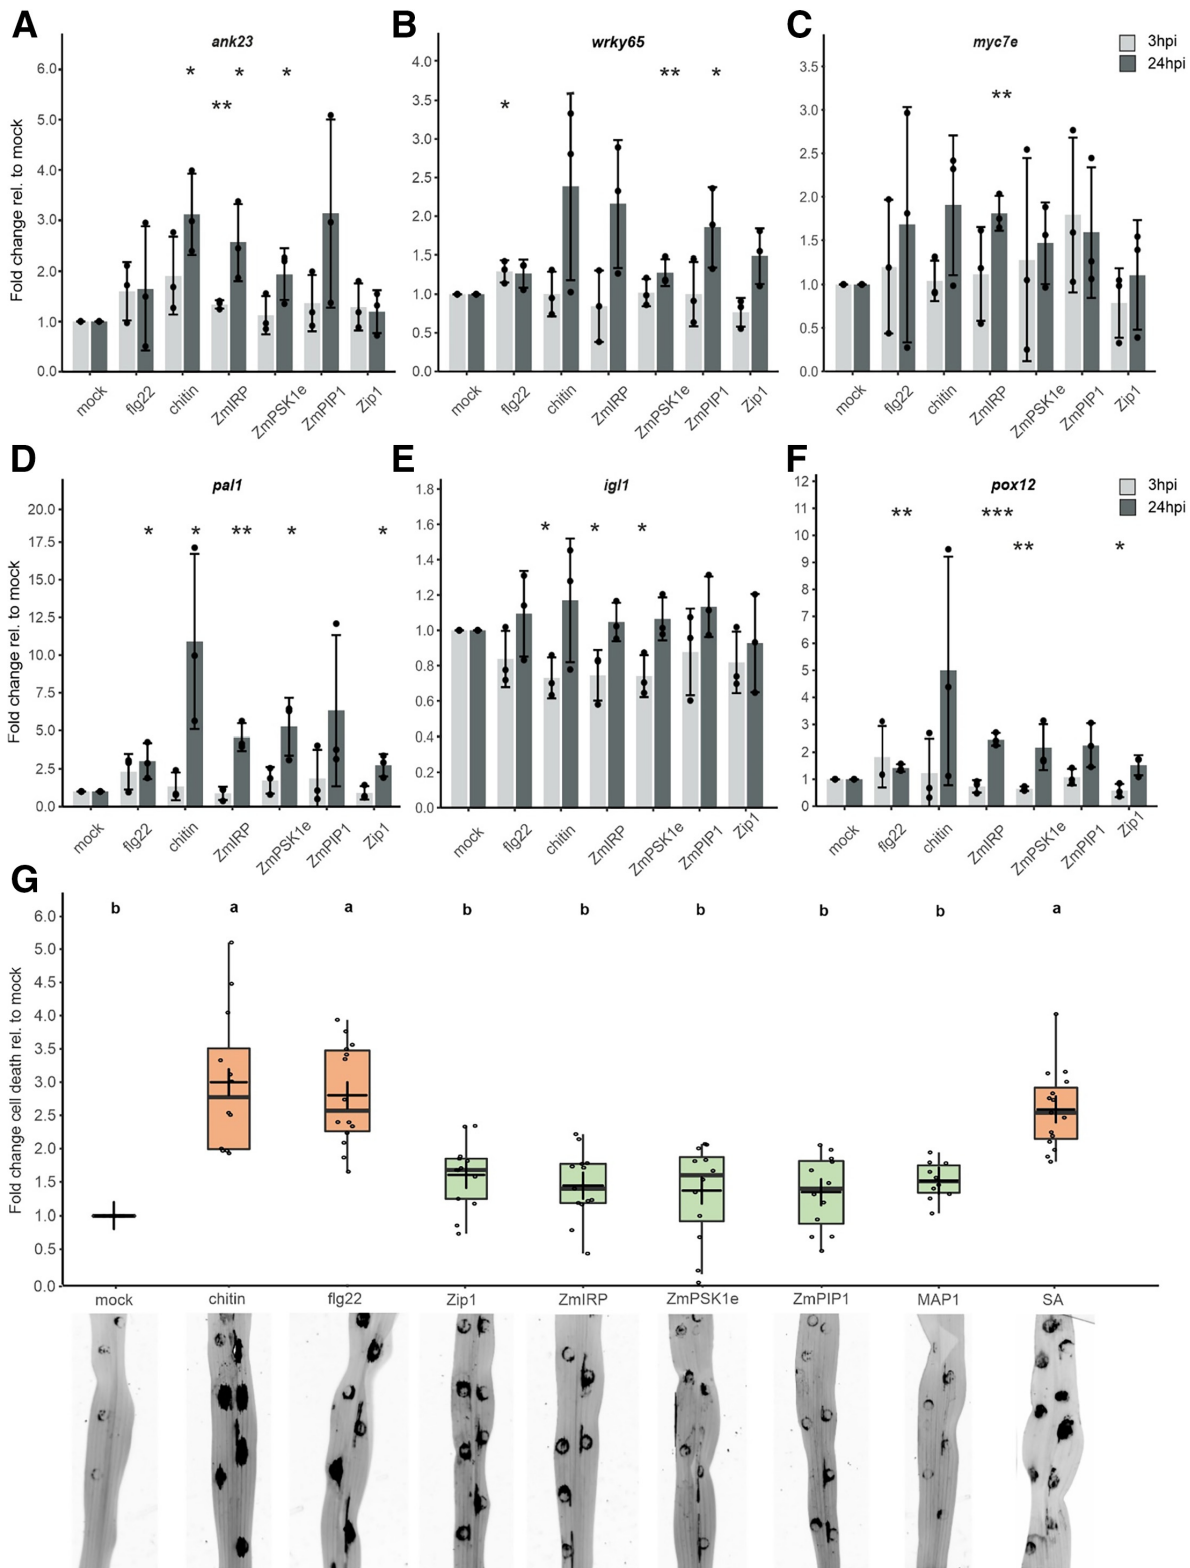 A
B
C
ank23
wrky65
myc7e
3hpi
24hpi
Fold change rel. to mock
6.0
5.0
4.0
3.0
2.0
1.0
0.0
* * *
**
mock flg22 chitin ZmIRP ZmPSK1e ZmPIP1 Zip1
4.0
3.5
3.0
2.5
2.0
1.5
1.0
0.5
0.0
** *
*
mock flg22 chitin ZmIRP ZmPSK1e ZmPIP1 Zip1
3.5
3.0
2.5
2.0
1.5
1.0
0.5
0.0
**
mock flg22 chitin ZmIRP ZmPSK1e ZmPIP1 Zip1
D
E
F
pal1
igl1
pox12
3hpi
24hpi
Fold change rel. to mock
20.0
17.5
15.0
12.5
10.0
7.5
5.0
2.5
0.0
* * ** * *
mock flg22 chitin ZmIRP ZmPSK1e ZmPIP1 Zip1
1.8
1.6
1.4
1.2
1.0
0.8
0.6
0.4
0.2
0.0
* * *
mock flg22 chitin ZmIRP ZmPSK1e ZmPIP1 Zip1
12
11
10
9
8
7
6
5
4
3
2
1
0
** ***
** *
mock flg22 chitin ZmIRP ZmPSK1e ZmPIP1 Zip1
G
Fold change cell death rel. to mock
6.0
5.0
4.5
4.0
3.5
3.0
2.5
2.0
1.5
1.0
0.5
0.0
b a a b b b b b a
mock chitin flg22 Zip1 ZmIRP ZmPSK1e ZmPIP1 MAP1 SA